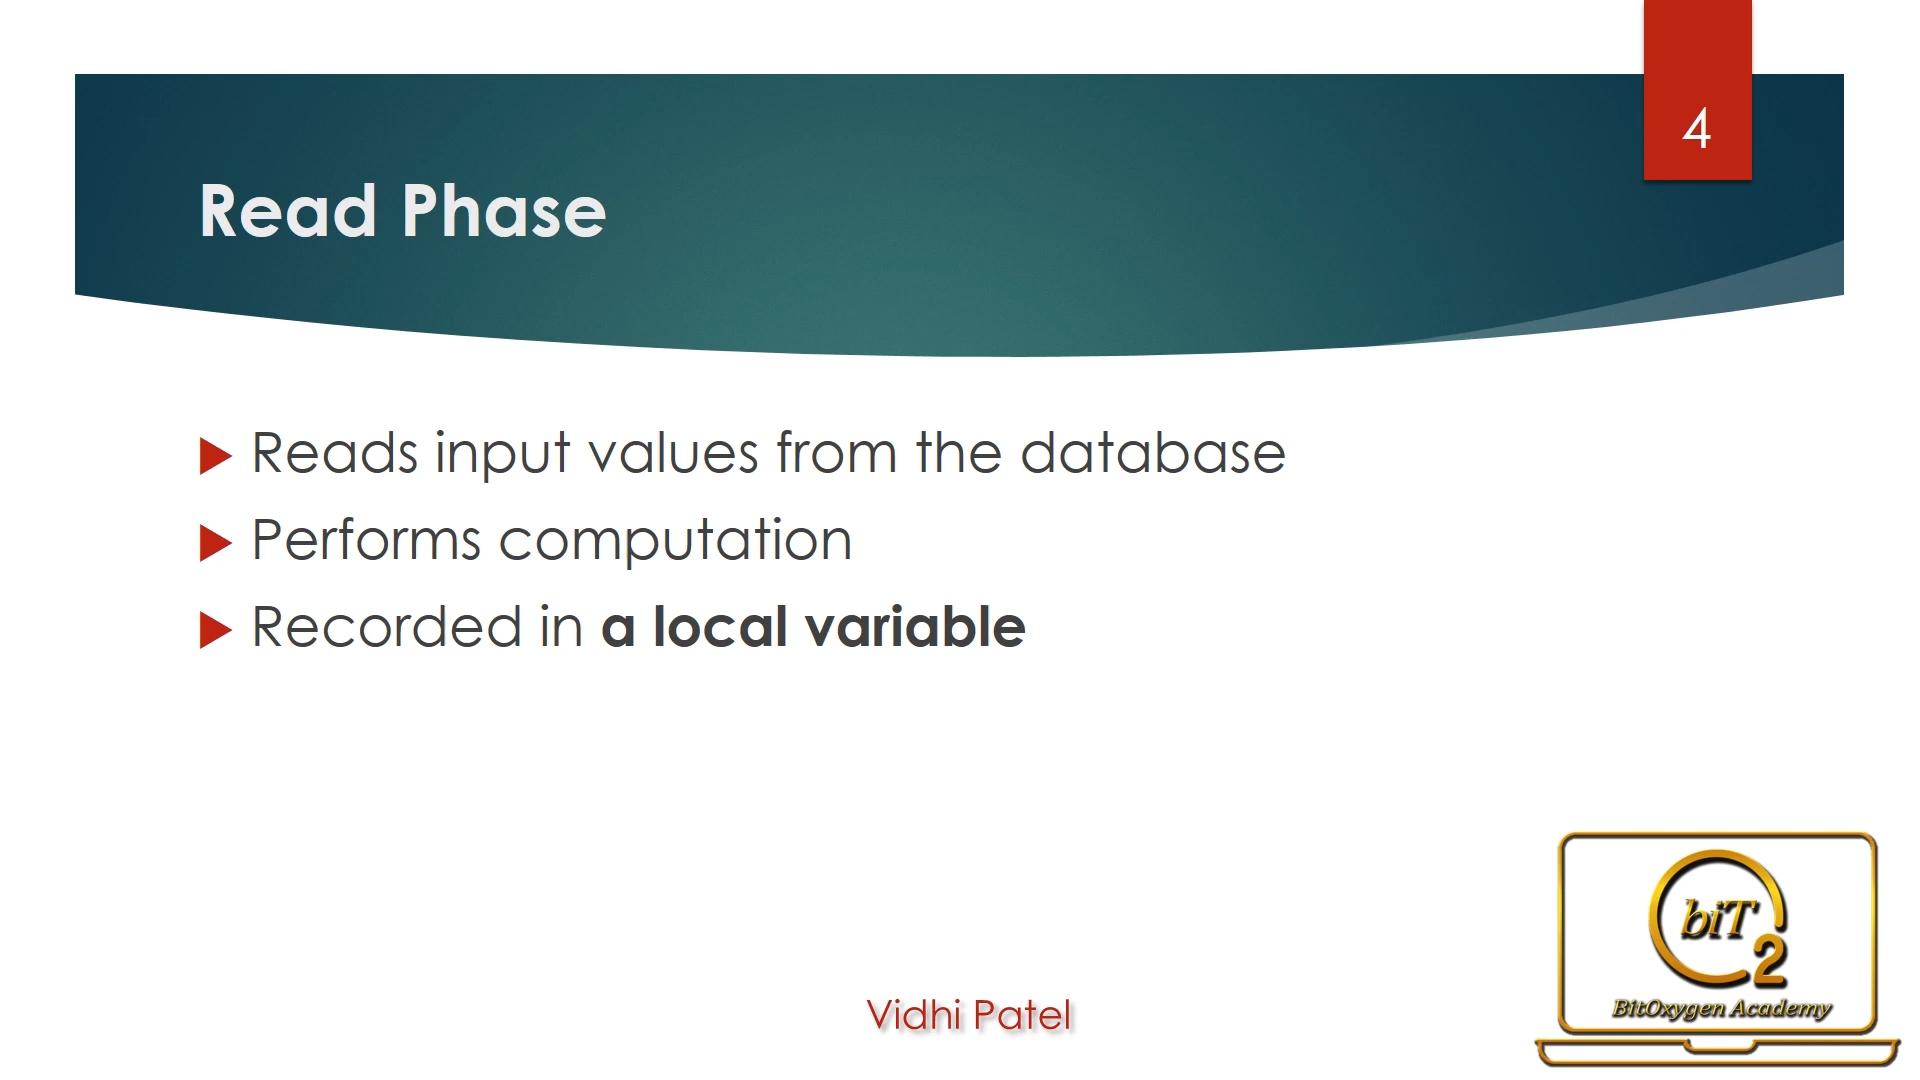 4
Read Phase
Reads input values from the database
Performs computation
Recorded in a local variable
Vidhi Patel
biT
2
BitOxygen Academy